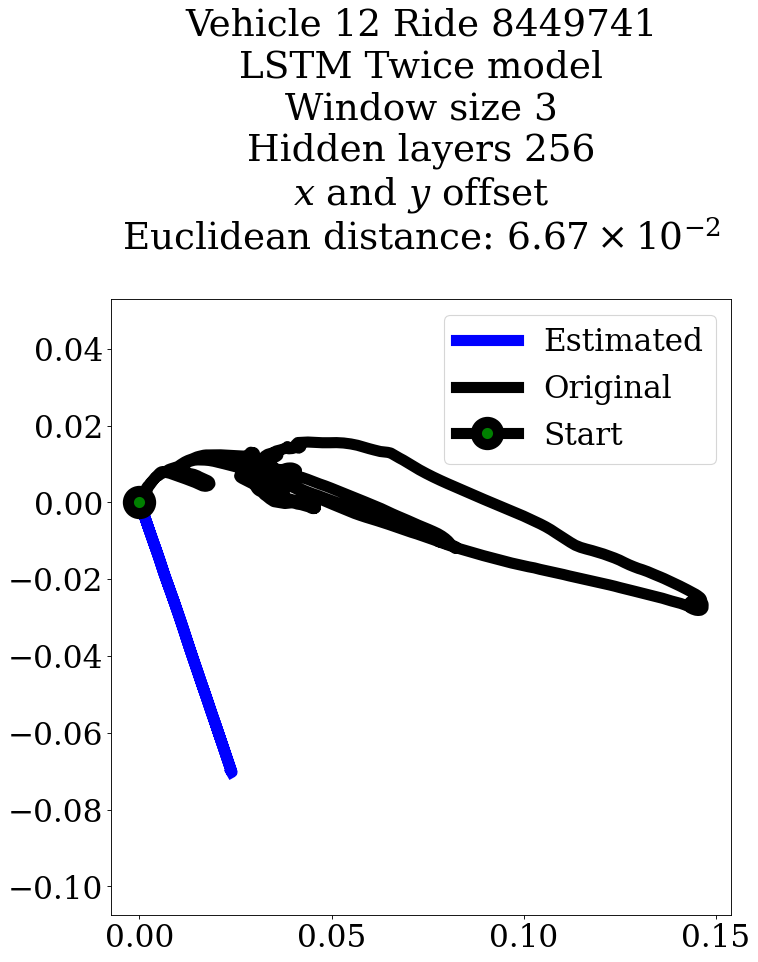 Vehicle 12 Ride 8449741
LSTM Twice model
Window size 3
Hidden layers 256
x and y offset
Euclidean distance: 6.67 × 10⁻²
Estimated
Original
Start
0.04
0.02
0.00
−0.02
−0.04
−0.06
−0.08
−0.10
0.00 0.05 0.10 0.15